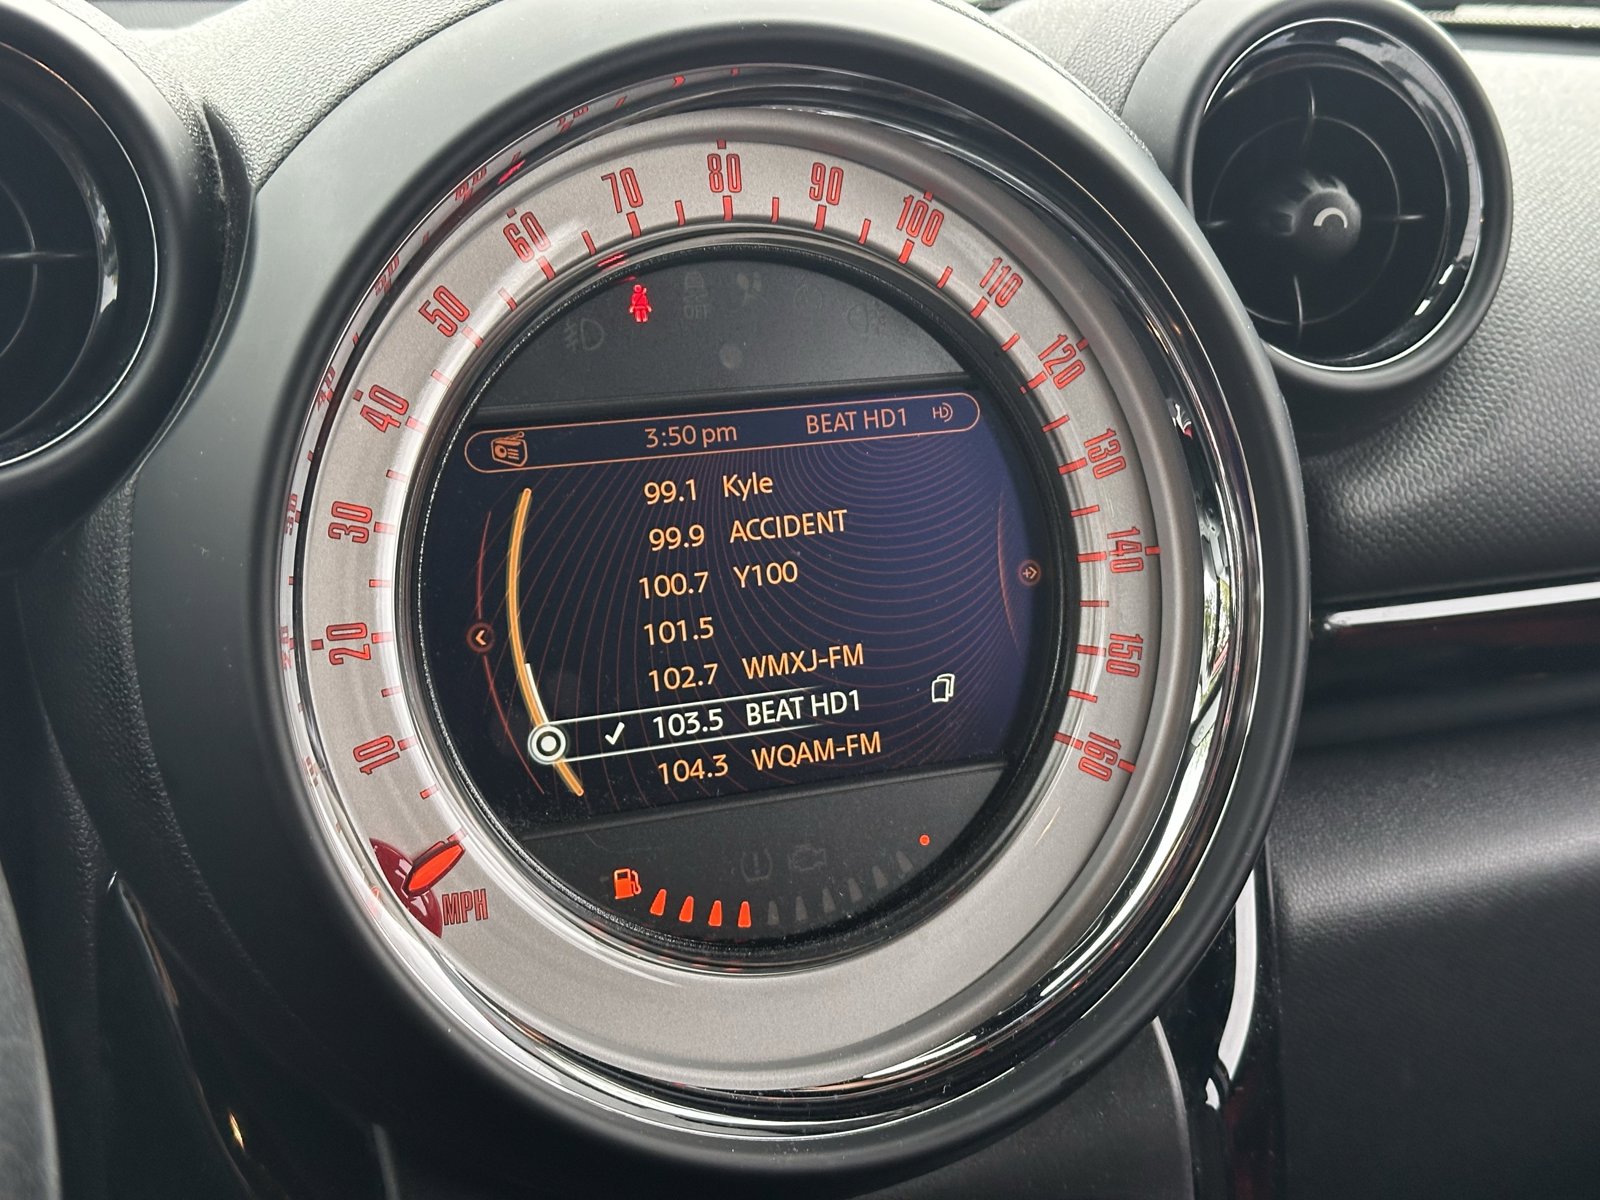 80
70
90
60
100
50
110
40
120
30
130
20
140
10
150
160
MPH
OFF
3:50 pm BEAT HD1 HD
99.1 Kyle
99.9 ACCIDENT
100.7 Y100
101.5
102.7 WMXJ-FM
103.5 BEAT HD1
104.3 WQAM-FM